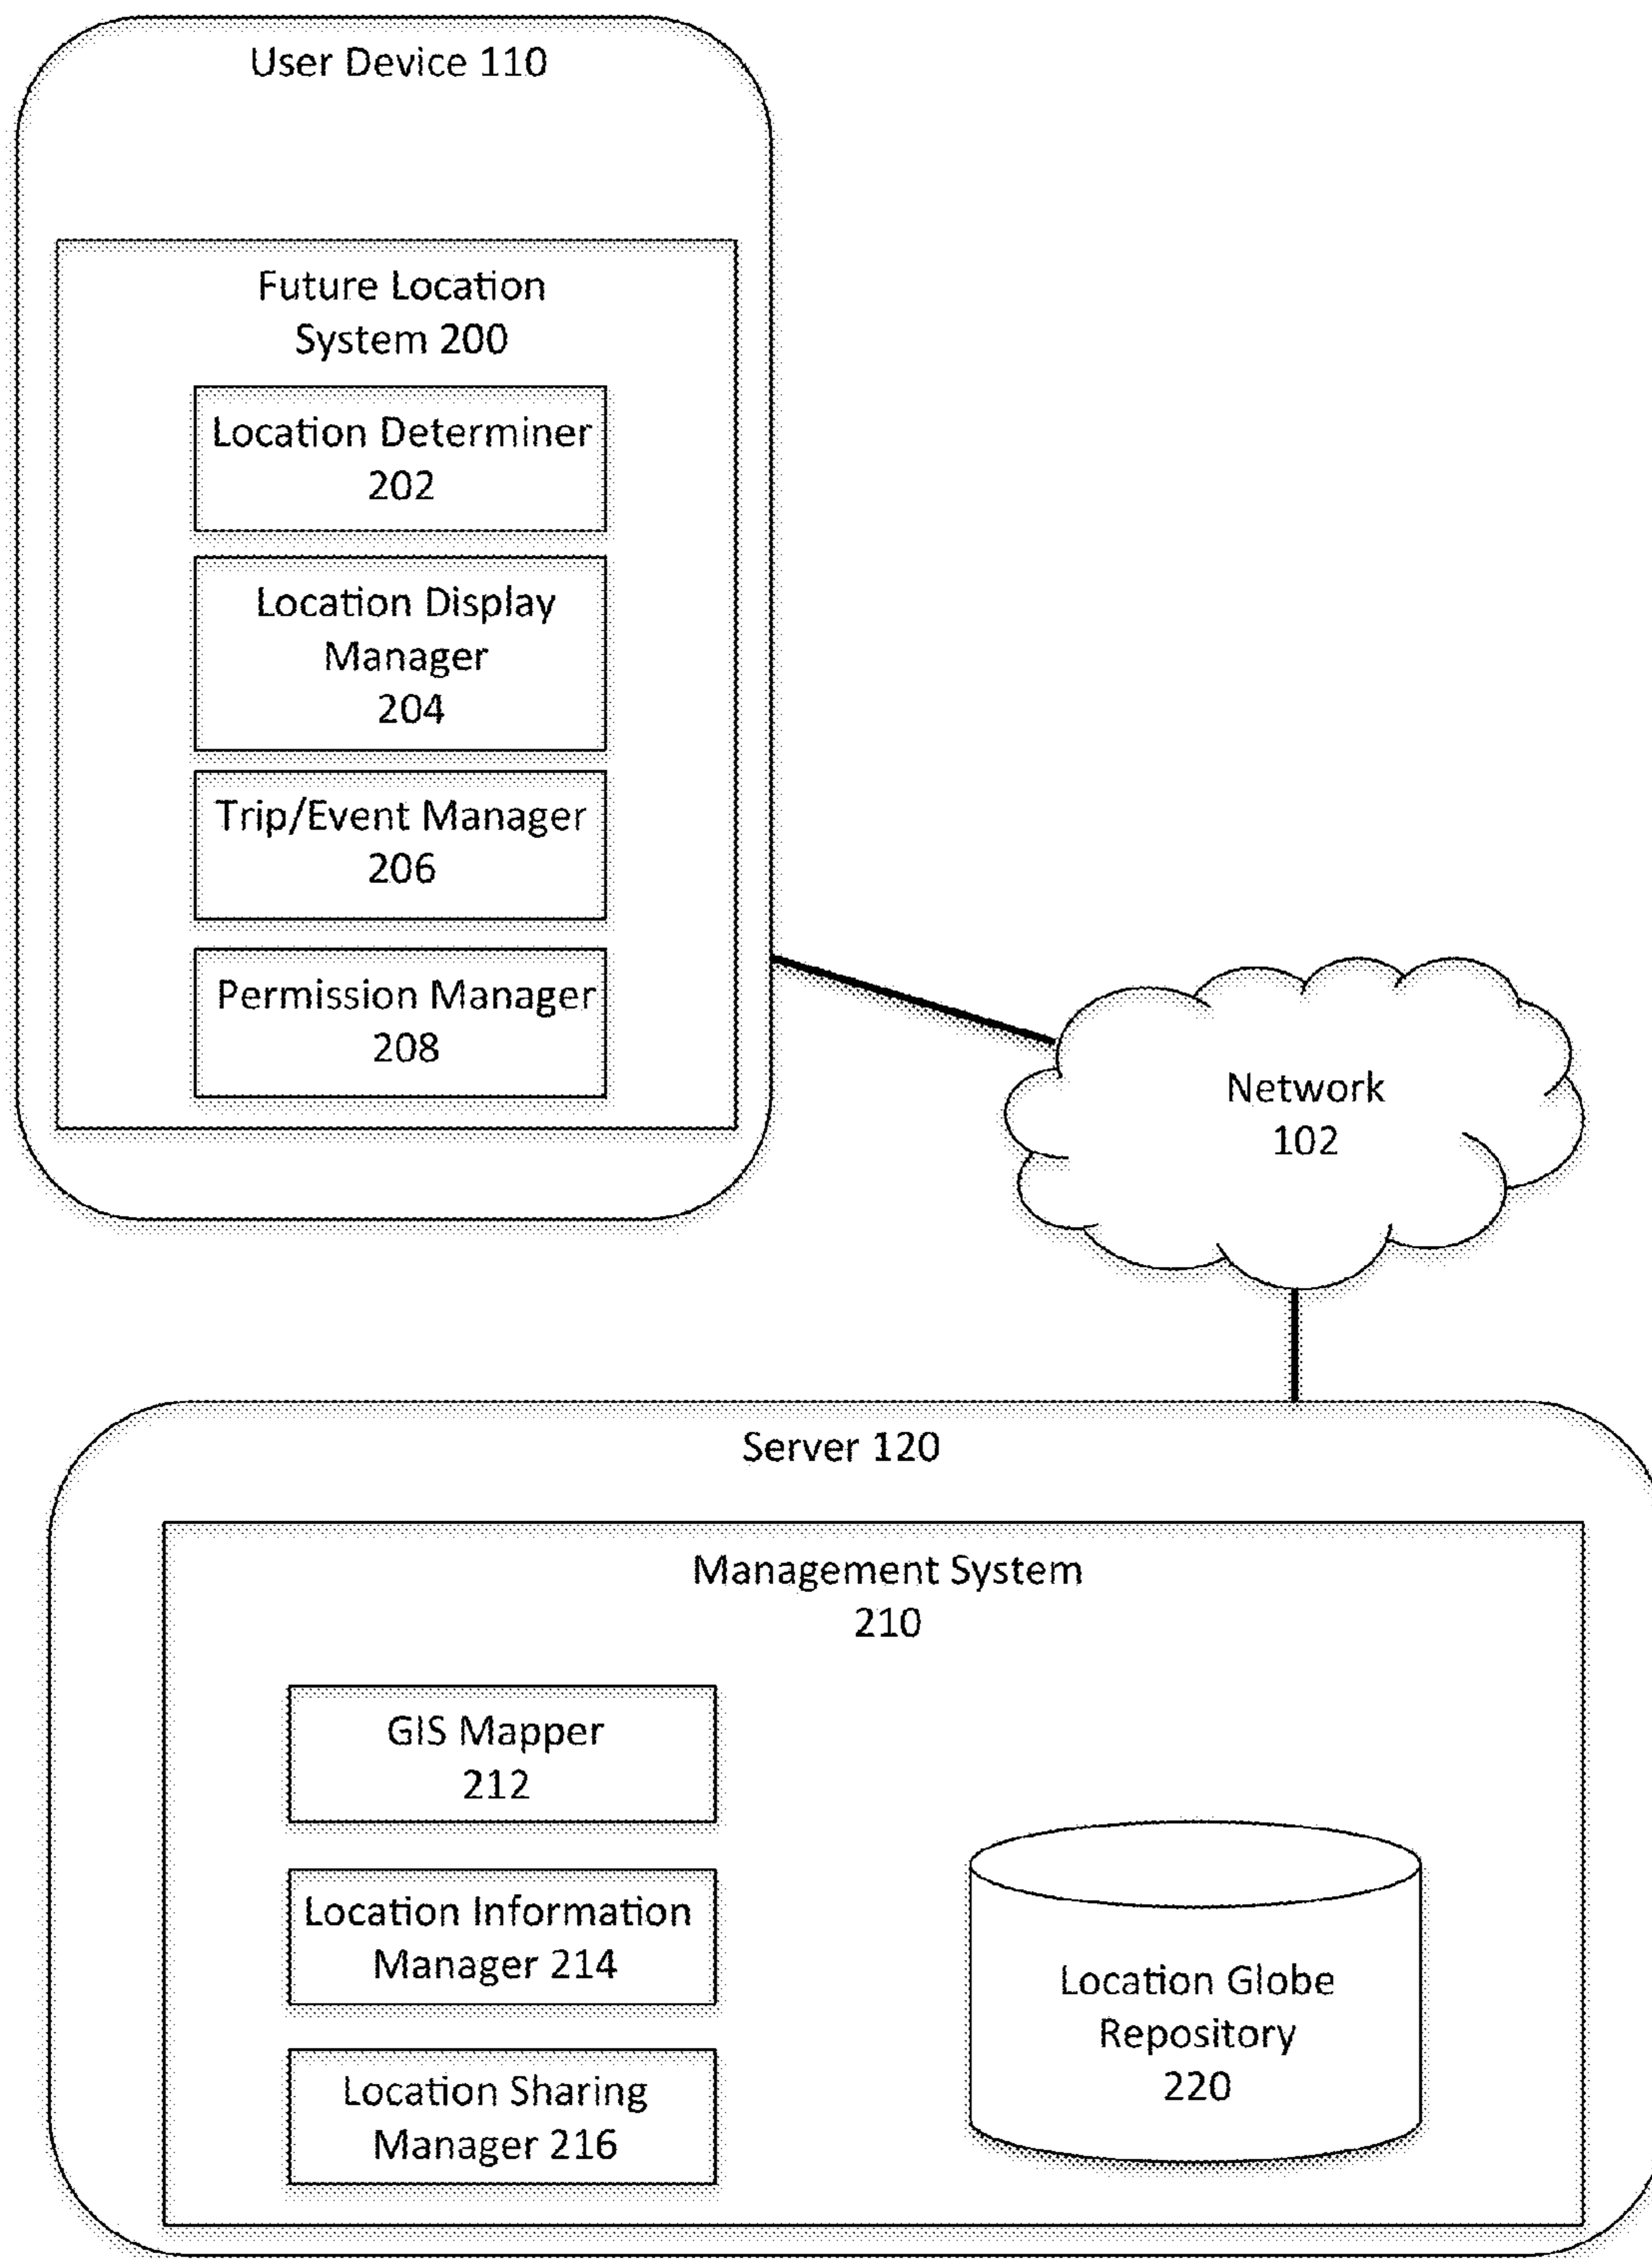 User Device 110
Future Location
System 200
Location Determiner
202
Location Display
Manager
204
Trip/Event Manager
206
Permission Manager
208
Network
102
Server 120
Management System
210
GIS Mapper
212
Location Information
Manager 214
Location Sharing
Manager 216
Location Globe
Repository
220